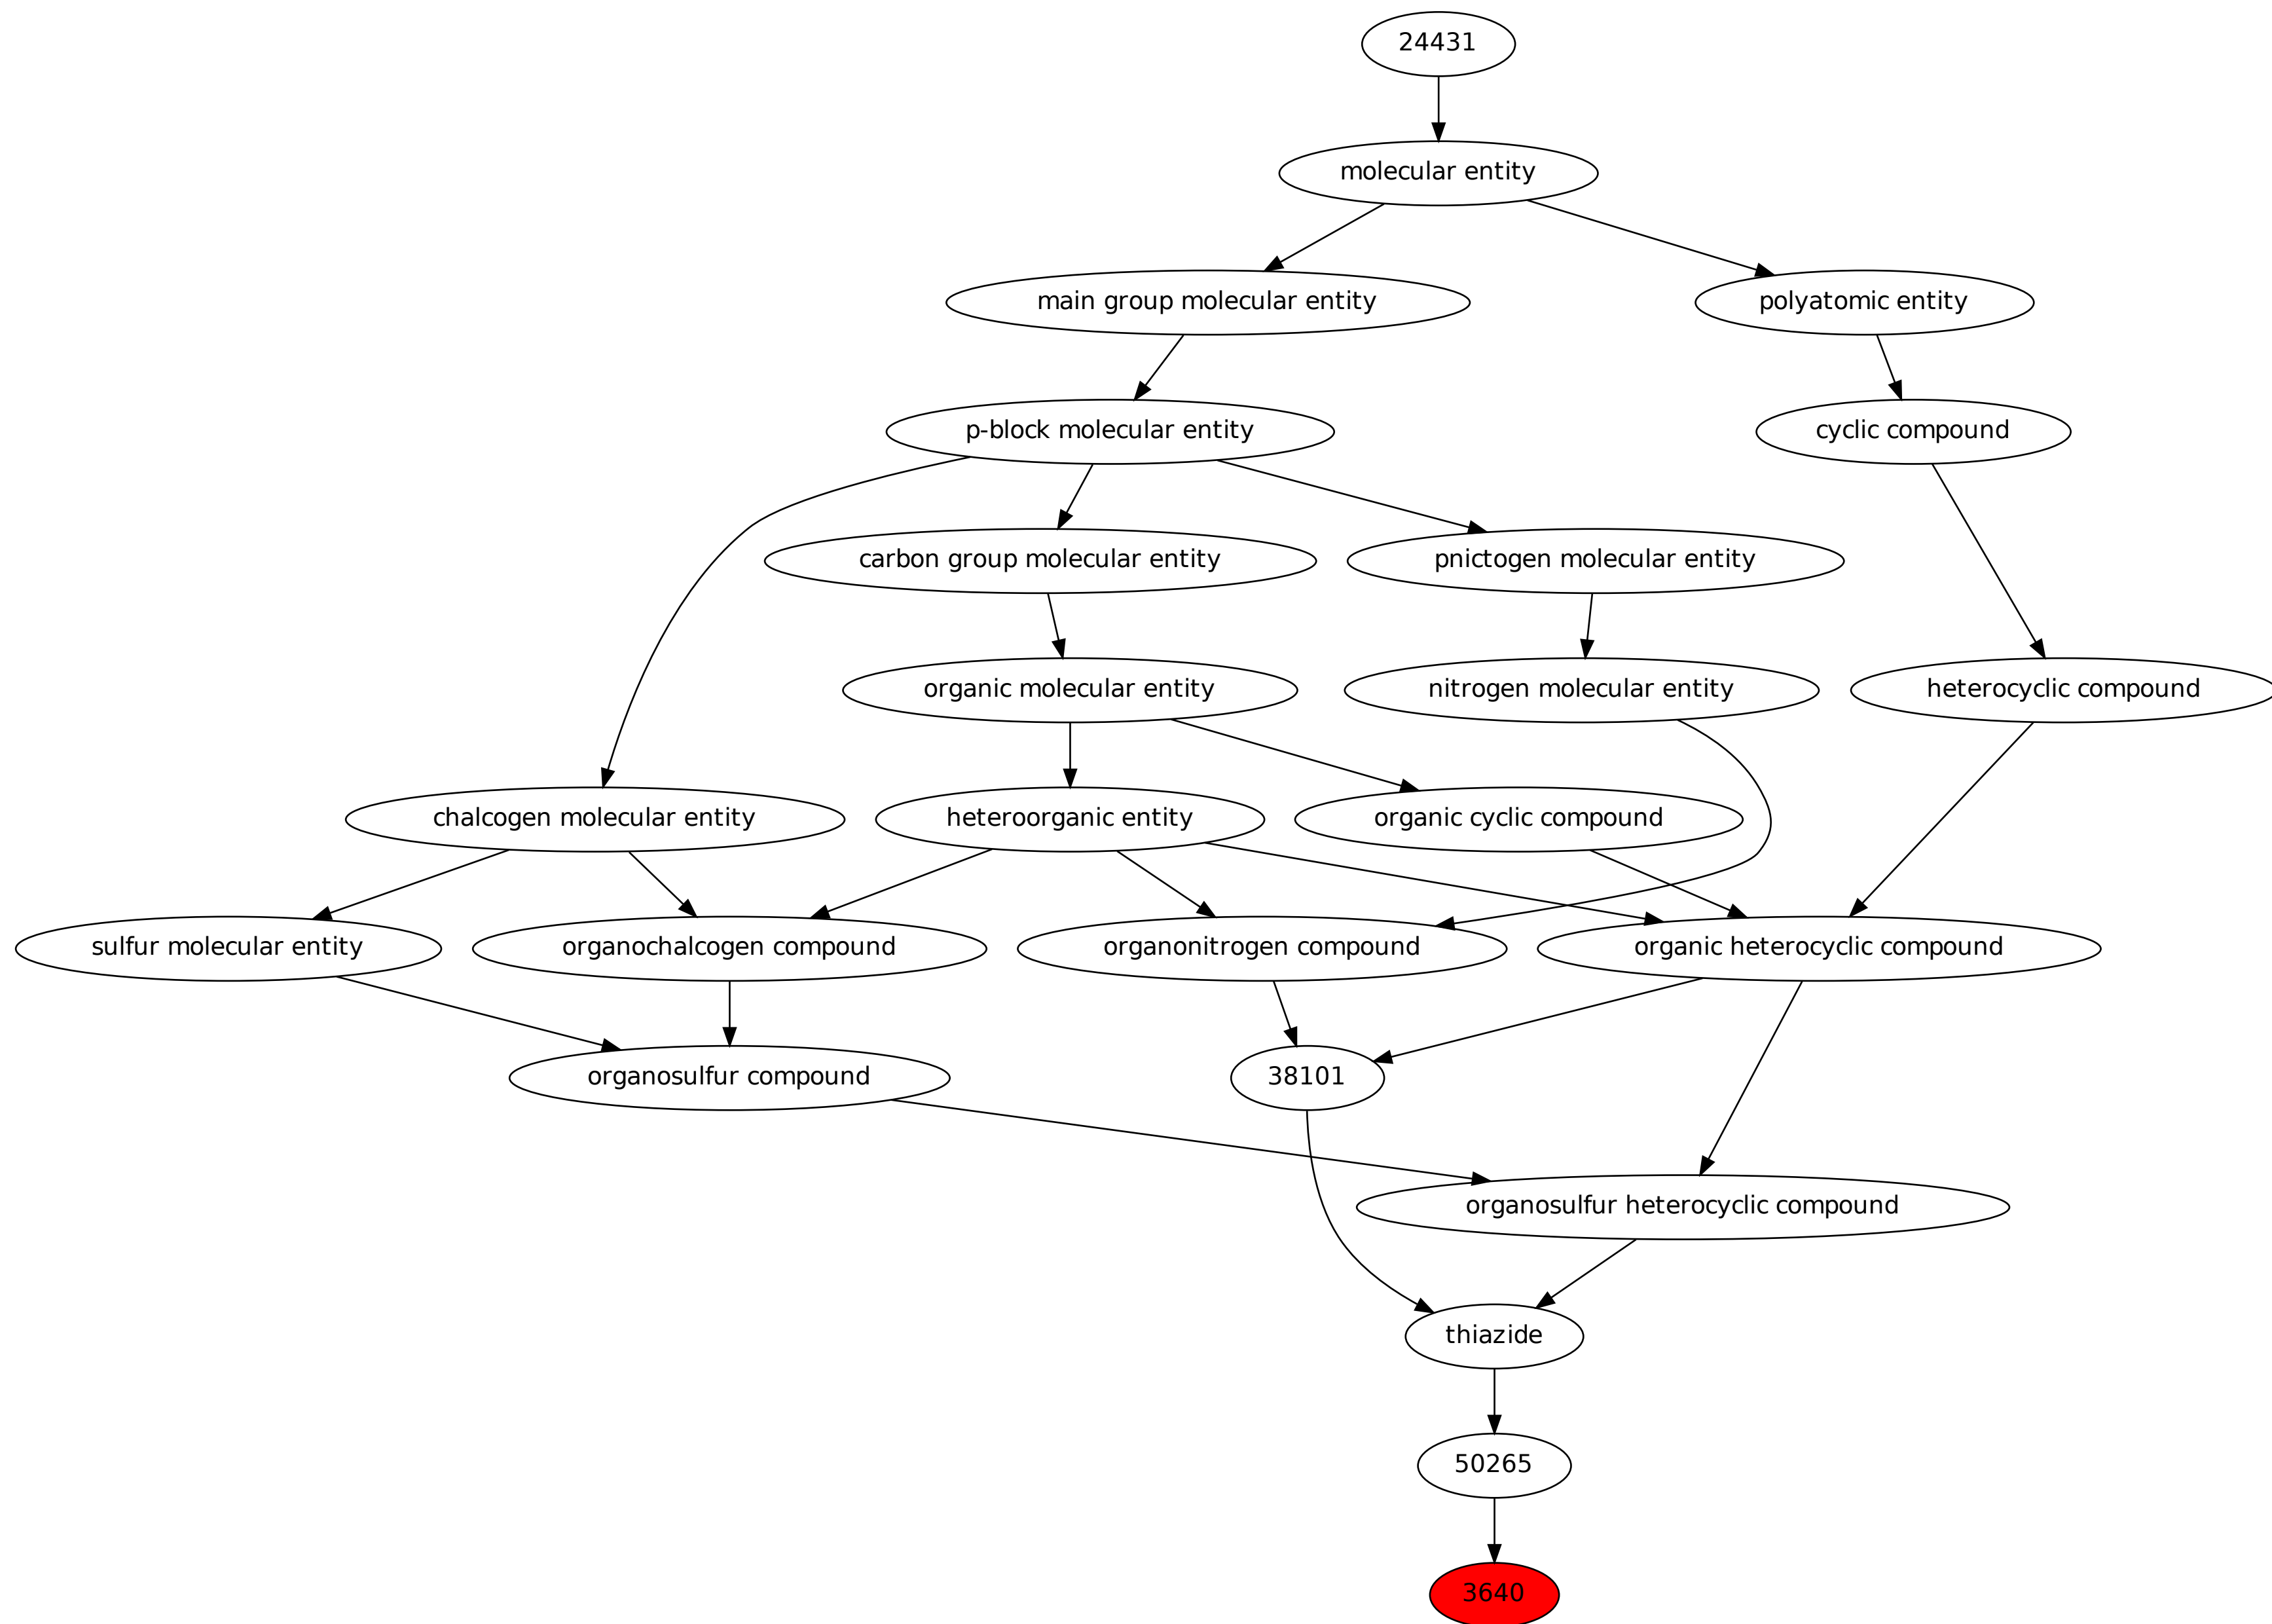 24431
molecular entity
main group molecular entity
polyatomic entity
p-block molecular entity
cyclic compound
carbon group molecular entity
pnictogen molecular entity
organic molecular entity
nitrogen molecular entity
heterocyclic compound
chalcogen molecular entity
heteroorganic entity
organic cyclic compound
sulfur molecular entity
organochalcogen compound
organonitrogen compound
organic heterocyclic compound
organosulfur compound
38101
organosulfur heterocyclic compound
thiazide
50265
3640